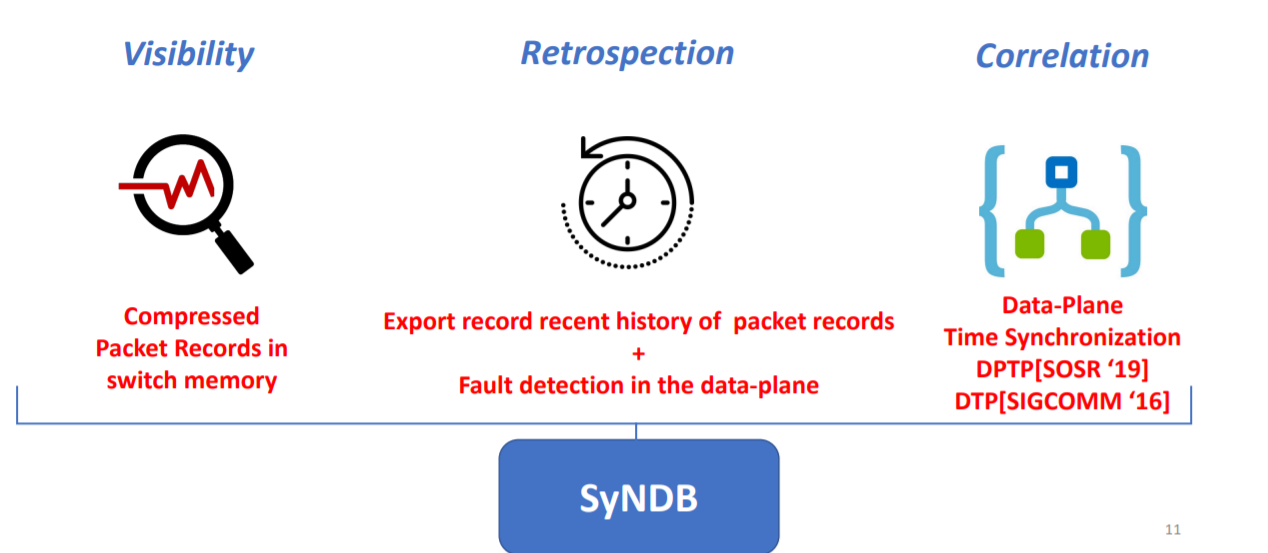 Visibility
Retrospection
Correlation
Compressed
Packet Records in
switch memory
Export record recent history of packet records
+
Fault detection in the data-plane
Data-Plane
Time Synchronization
DPTP[SOSR ‘19]
DTP[SIGCOMM ‘16]
SyNDB
11